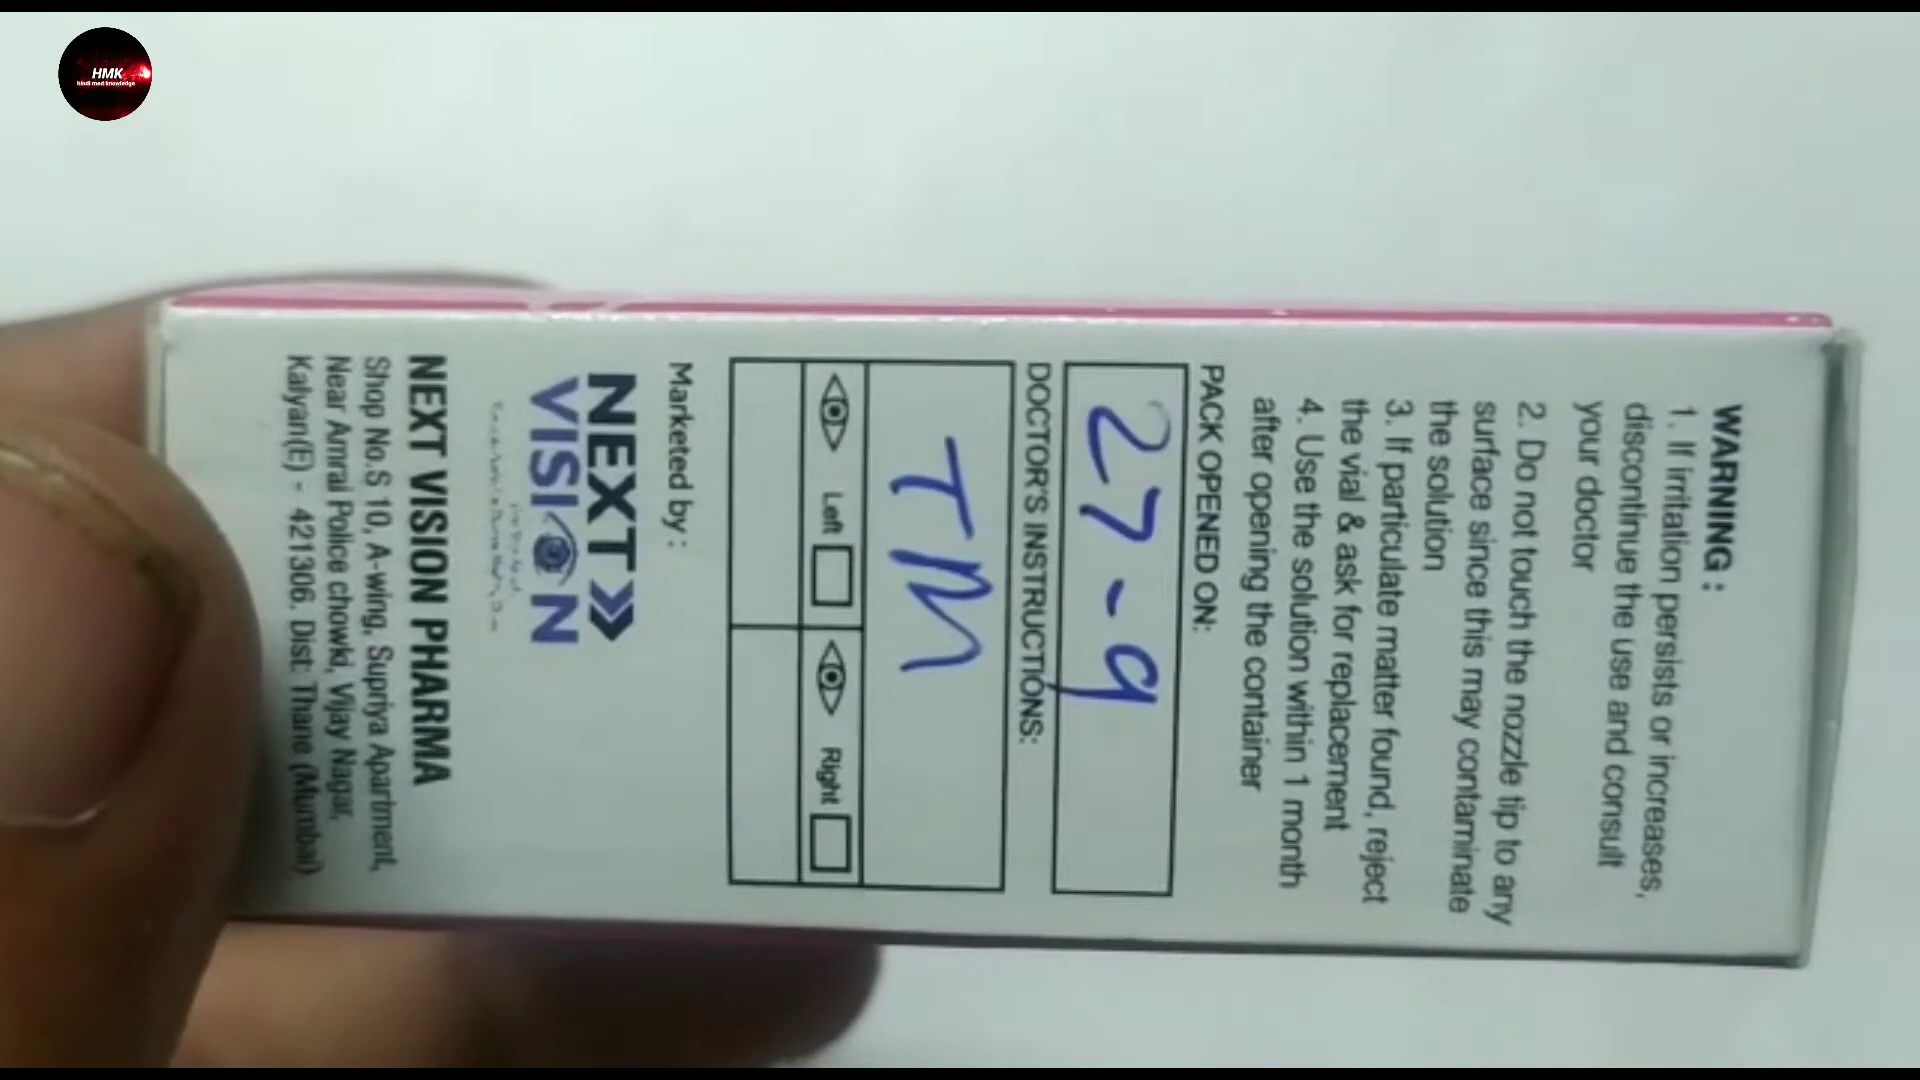 HMK
hindi med knowledge
WARNING :
1. If irritation persists or increases,
discontinue the use and consult
your doctor
2. Do not touch the nozzle tip to any
surface since this may contaminate
the solution
3. If particulate matter found, reject
the vial & ask for replacement
4. Use the solution within 1 month
after opening the container
PACK OPENED ON:
27-9
DOCTOR'S INSTRUCTIONS:
TM
Left
Right
Marketed by :
NEXT
VISION
NEXT VISION PHARMA
Shop No.S 10, A-wing, Supriya Apartment,
Near Amrai Police chowki, Vijay Nagar,
Kalyan(E) - 421306. Dist: Thane (Mumbai)